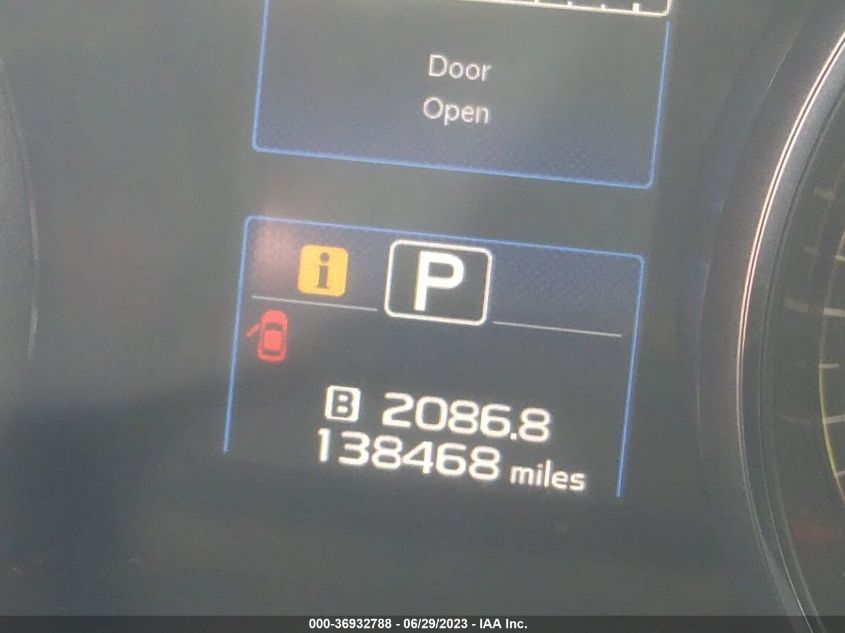 Door
Open
i P
B 2086.8
138468 miles
000-36932788 - 06/29/2023 - IAA Inc.